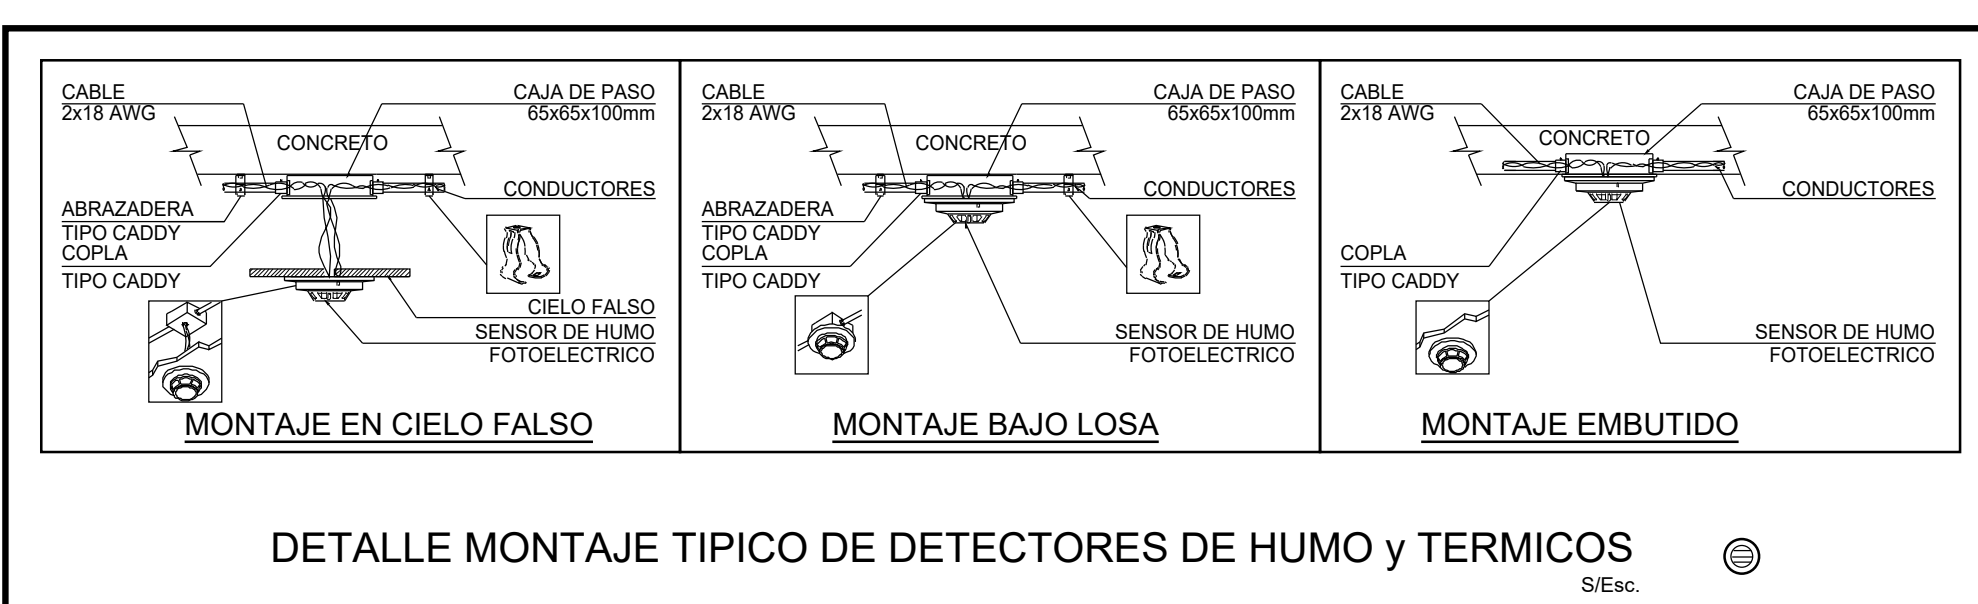 CABLE
2x18 AWG
CAJA DE PASO
65x65x100mm
CONCRETO
CONDUCTORES
ABRAZADERA
TIPO CADDY
COPLA
TIPO CADDY
CIELO FALSO
SENSOR DE HUMO
FOTOELECTRICO
MONTAJE EN CIELO FALSO
CABLE
2x18 AWG
CAJA DE PASO
65x65x100mm
CONCRETO
CONDUCTORES
ABRAZADERA
TIPO CADDY
COPLA
TIPO CADDY
SENSOR DE HUMO
FOTOELECTRICO
MONTAJE BAJO LOSA
CABLE
2x18 AWG
CAJA DE PASO
65x65x100mm
CONCRETO
CONDUCTORES
COPLA
TIPO CADDY
SENSOR DE HUMO
FOTOELECTRICO
MONTAJE EMBUTIDO
DETALLE MONTAJE TIPICO DE DETECTORES DE HUMO y TERMICOS
S/Esc.